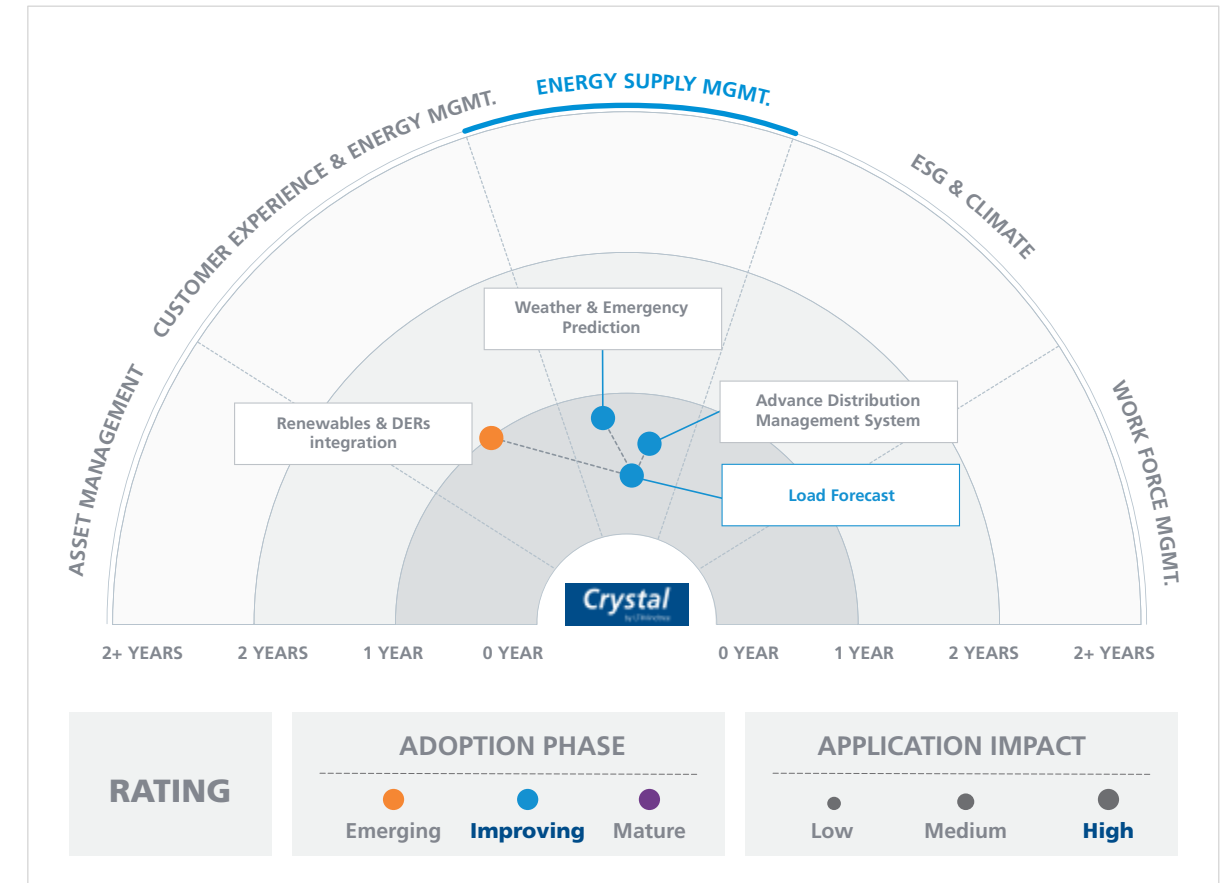 ENERGY SUPPLY MGMT.
CUSTOMER EXPERIENCE & ENERGY MGMT.
ESG & CLIMATE
ASSET MANAGEMENT
WORK FORCE MGMT.
Weather & Emergency
Prediction
Renewables & DERs
integration
Advance Distribution
Management System
Load Forecast
Crystal
2+ YEARS
2 YEARS
1 YEAR
0 YEAR
0 YEAR
1 YEAR
2 YEARS
2+ YEARS
RATING
ADOPTION PHASE
Emerging
Improving
Mature
APPLICATION IMPACT
Low
Medium
High